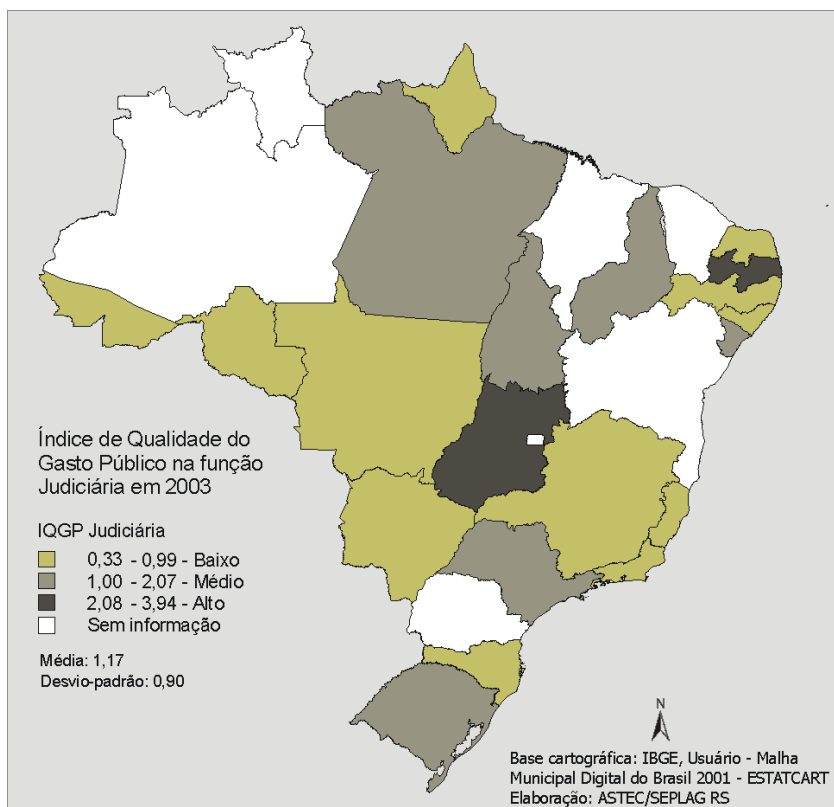 Índice de Qualidade do
Gasto Público na função
Judiciária em 2003
IQGP Judiciária
0,33 - 0,99 - Baixo
1,00 - 2,07 - Médio
2,08 - 3,94 - Alto
Sem informação
Média: 1,17
Desvio-padrão: 0,90
N
Base cartográfica: IBGE, Usuário - Malha
Municipal Digital do Brasil 2001 - ESTATCART
Elaboração: ASTEC/SEPLAG RS